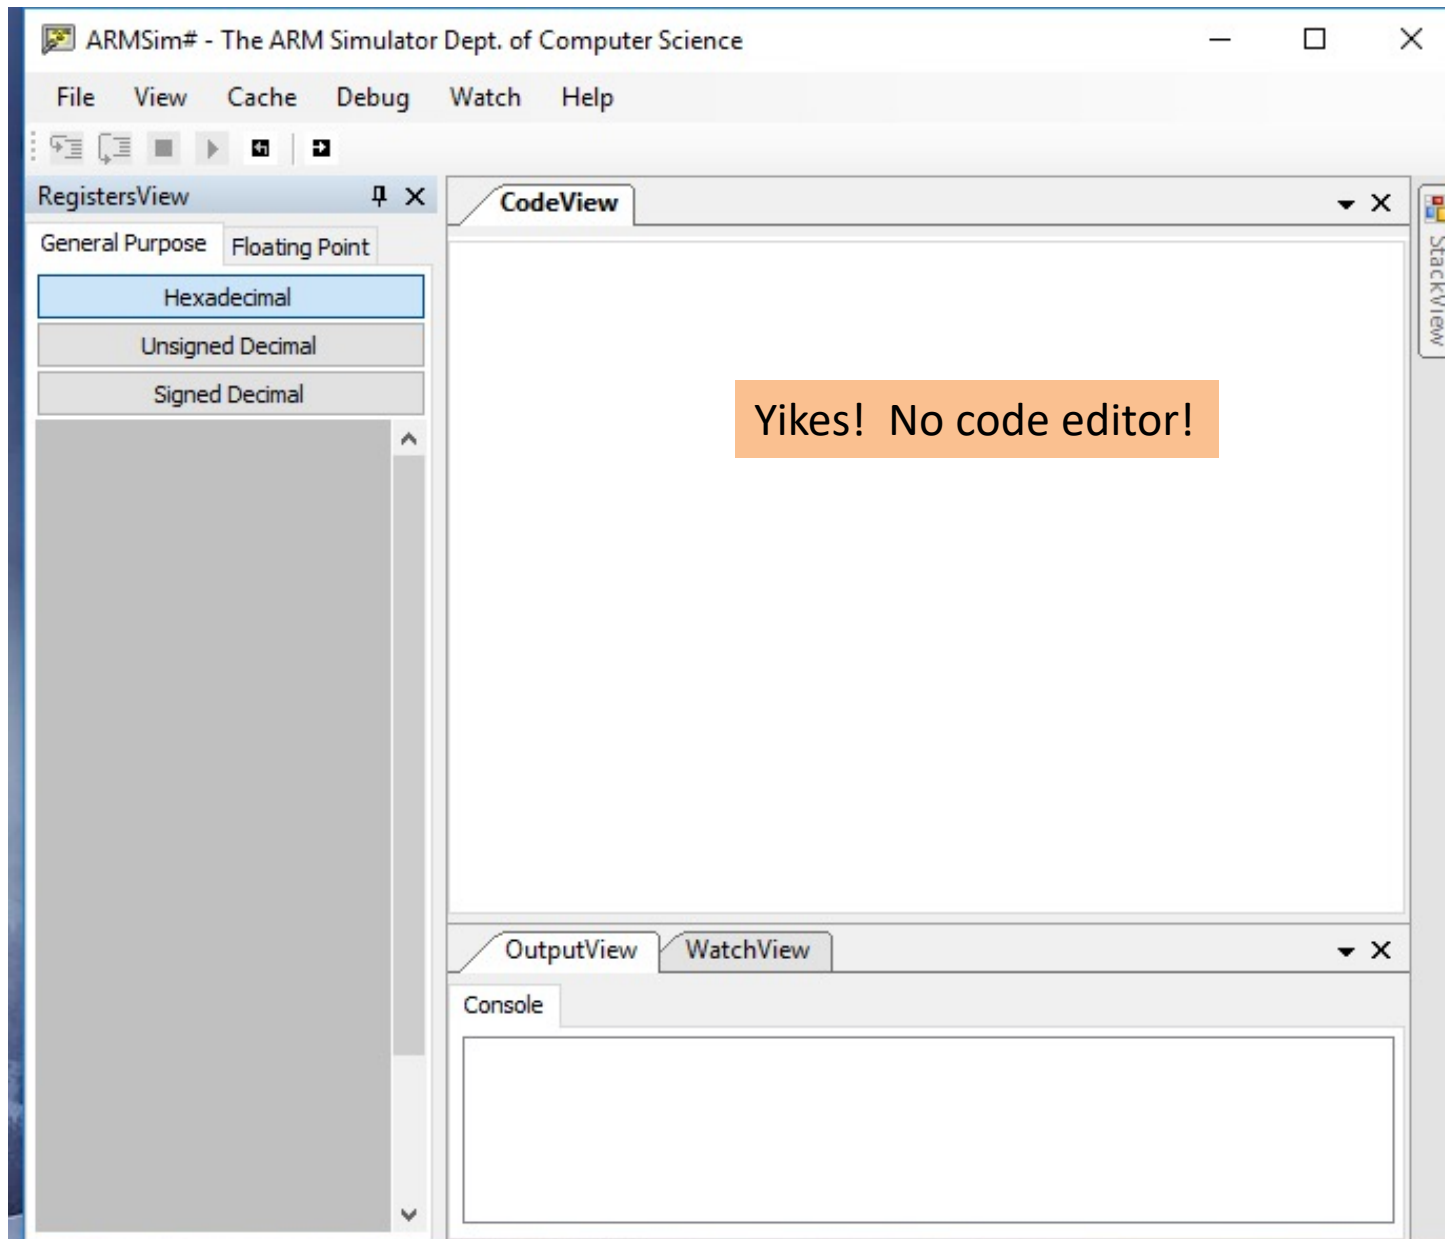 ARMSim# - The ARM Simulator Dept. of Computer Science
File View Cache Debug Watch Help
RegistersView
General Purpose Floating Point
Hexadecimal
Unsigned Decimal
Signed Decimal
CodeView
Yikes! No code editor!
StackView
OutputView WatchView
Console